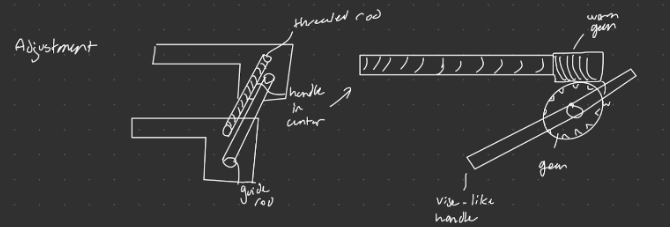 Adjustment
threaded rod
handle
in
center
guide
rod
worm
gear
gear
vise-like
handle